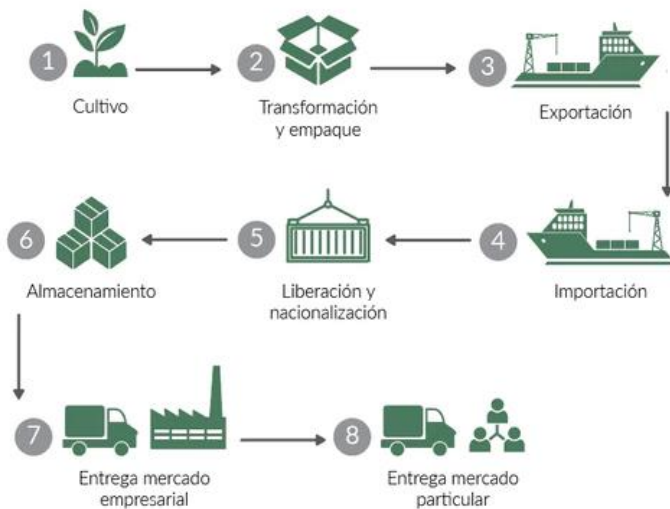 1
Cultivo
2
Transformación
y empaque
3
Exportación
4
Importación
5
Liberación y
nacionalización
6
Almacenamiento
7
Entrega mercado
empresarial
8
Entrega mercado
particular